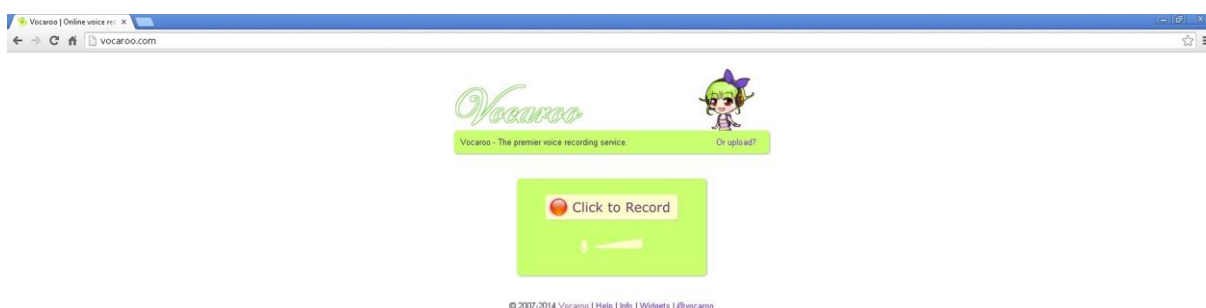 Vocaroo | Online voice rec
vocaroo.com
Vocaroo
Vocaroo - The premier voice recording service.
Or upload?
Click to Record
© 2007-2014 Vocaroo | Help | Info | Widgets | @vocaroo